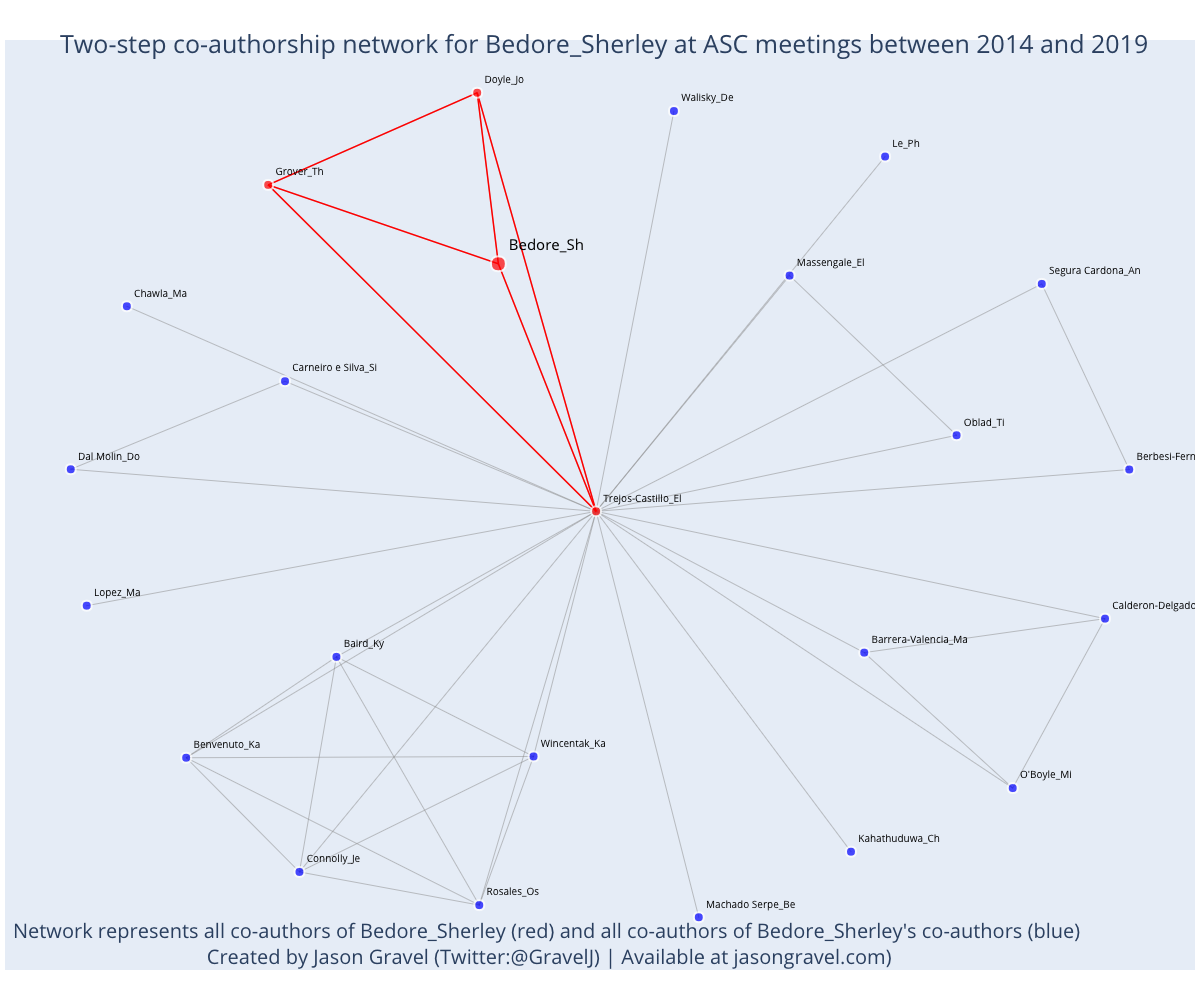 Two-step co-authorship network for Bedore_Sherley at ASC meetings between 2014 and 2019
Doyle_Jo
Walisky_De
Le_Ph
Grover_Th
Bedore_Sh
Massengale_El
Segura Cardona_An
Chawla_Ma
Carneiro e Silva_Si
Oblad_Ti
Dal Molin_Do
Berbesi-Fern
Trejos-Castillo_El
Lopez_Ma
Calderon-Delgado
Barrera-Valencia_Ma
Baird_Ky
Benvenuto_Ka
Wincentak_Ka
O'Boyle_Mi
Kahathuduwa_Ch
Connolly_Je
Rosales_Os
Machado Serpe_Be
Network represents all co-authors of Bedore_Sherley (red) and all co-authors of Bedore_Sherley's co-authors (blue)
Created by Jason Gravel (Twitter:@GravelJ) | Available at jasongravel.com)